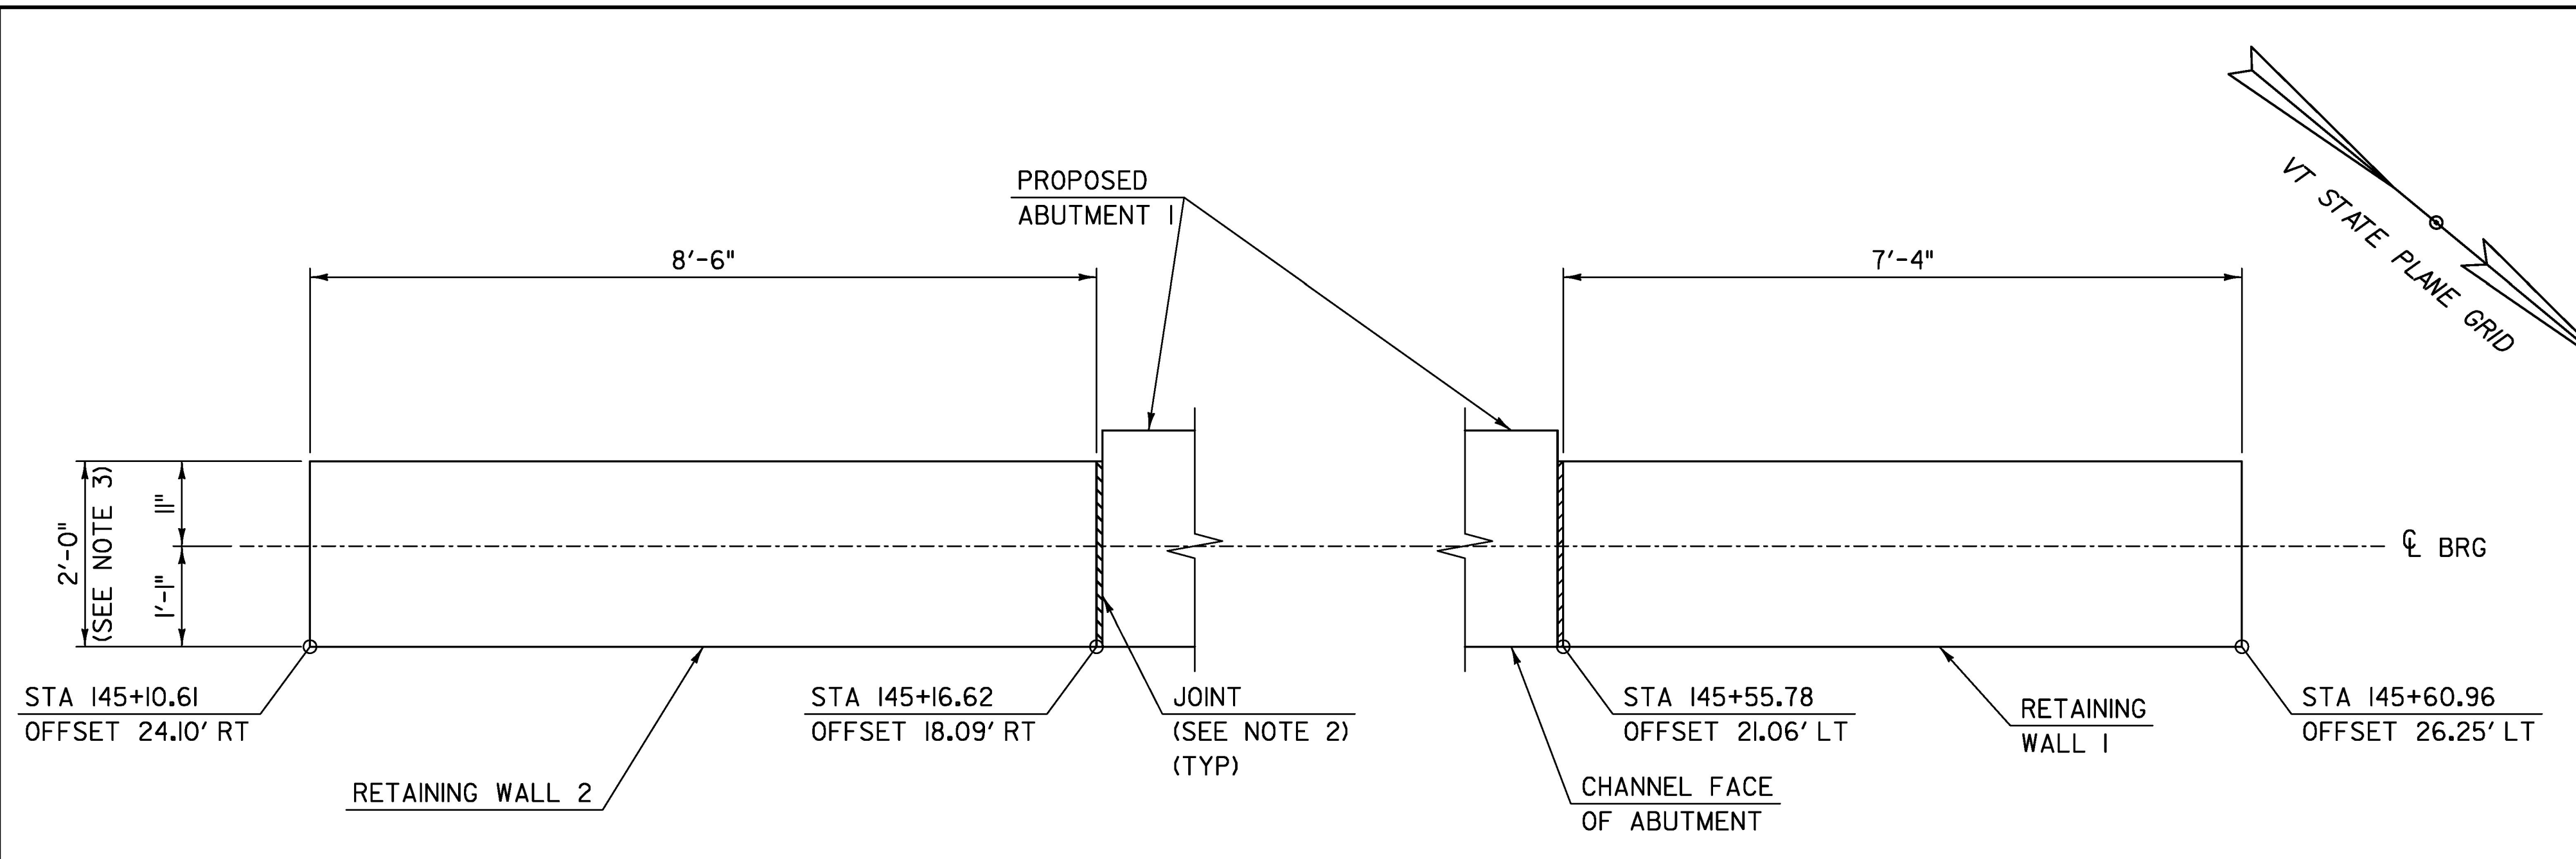 VT STATE PLANE GRID
PROPOSED
ABUTMENT 1
8'-6"
7'-4"
2'-0"
(SEE NOTE 3)
11"
1'-1"
℄ BRG
STA 145+10.61
OFFSET 24.10' RT
STA 145+16.62
OFFSET 18.09' RT
JOINT
(SEE NOTE 2)
(TYP)
STA 145+55.78
OFFSET 21.06' LT
RETAINING
WALL 1
STA 145+60.96
OFFSET 26.25' LT
RETAINING WALL 2
CHANNEL FACE
OF ABUTMENT